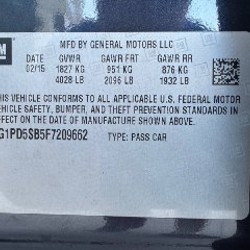 GM
MFD BY GENERAL MOTORS LLC
DATE GVWR GAWR FRT GAWR RR
02/15 1827 KG 951 KG 876 KG
4028 LB 2096 LB 1932 LB
THIS VEHICLE CONFORMS TO ALL APPLICABLE U.S. FEDERAL MOTOR
VEHICLE SAFETY, BUMPER, AND THEFT PREVENTION STANDARDS IN
EFFECT ON THE DATE OF MANUFACTURE SHOWN ABOVE.
G1PD5SB5F7209662 TYPE: PASS CAR